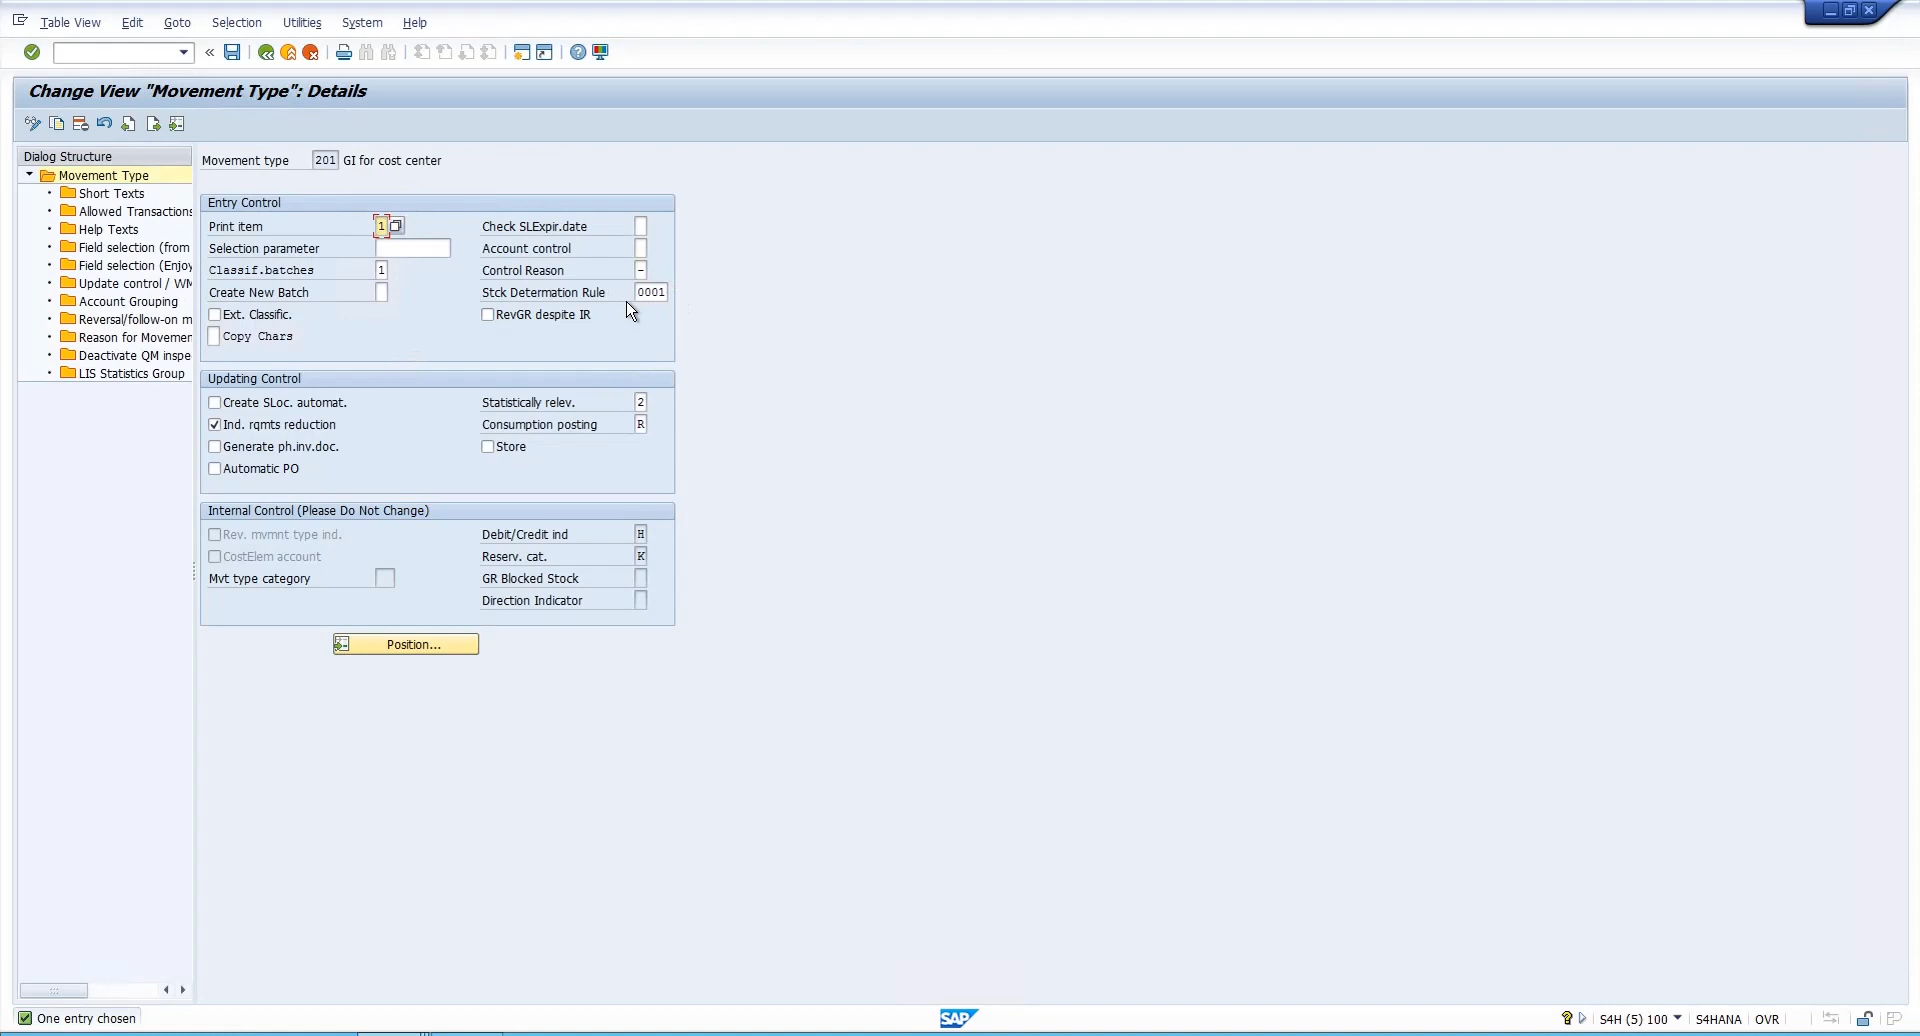 Table View Edit Goto Selection Utilities System Help
«
Change View "Movement Type": Details
Dialog Structure
Movement Type
Short Texts
Allowed Transactions
Help Texts
Field selection (from
Field selection (Enjoy
Update control / WM
Account Grouping
Reversal/follow-on m
Reason for Movemen
Deactivate QM inspe
LIS Statistics Group
Movement type 201 GI for cost center
Entry Control
Print item 1 Check SLExpir.date
Selection parameter Account control
Classif.batches 1 Control Reason -
Create New Batch Stck Determation Rule 0001
Ext. Classific. RevGR despite IR
Copy Chars
Updating Control
Create SLoc. automat. Statistically relev. 2
Ind. rqmts reduction Consumption posting R
Generate ph.inv.doc. Store
Automatic PO
Internal Control (Please Do Not Change)
Rev. mvmnt type ind. Debit/Credit ind H
CostElem account Reserv. cat. K
Mvt type category GR Blocked Stock
Direction Indicator
Position...
One entry chosen SAP S4H (5) 100 S4HANA OVR